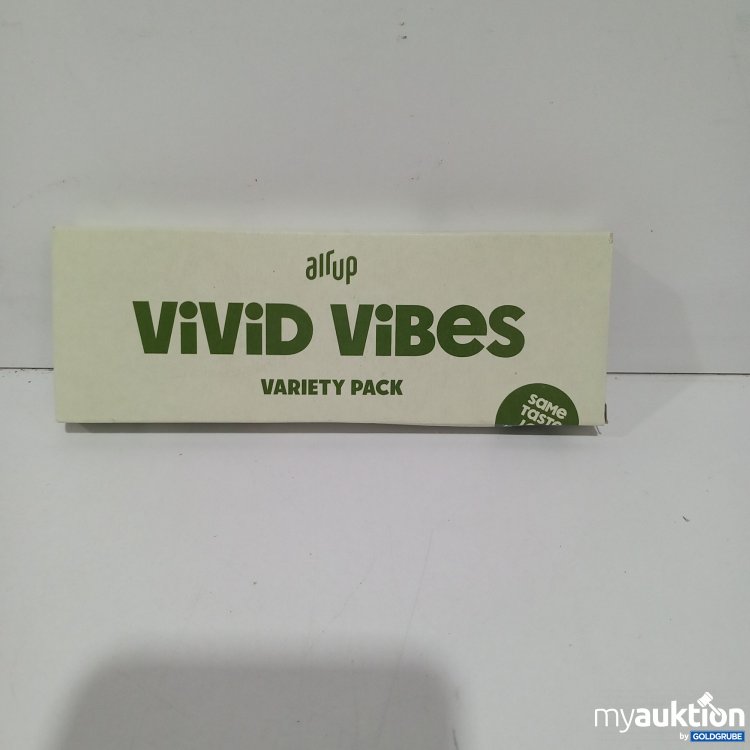 airup
ViViD ViBes
VARIETY PACK
SAME
TASTE
myauktion
by GOLDGRUBE